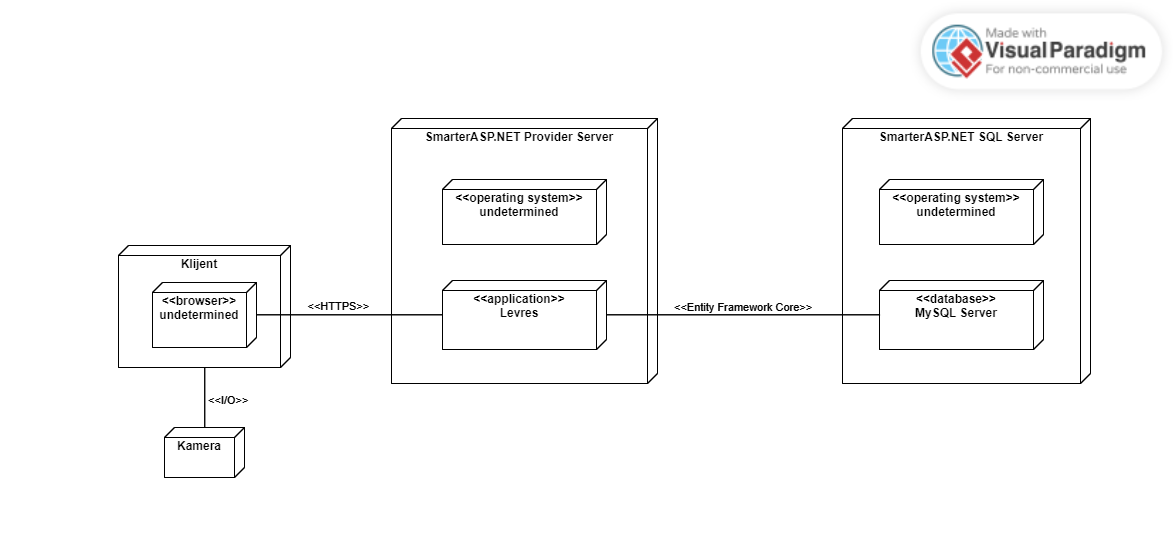 Made with
Visual Paradigm
For non-commercial use
SmarterASP.NET Provider Server
<<operating system>>
undetermined
<<application>>
Levres
SmarterASP.NET SQL Server
<<operating system>>
undetermined
<<database>>
MySQL Server
Klijent
<<browser>>
undetermined
<<HTTPS>>
<<Entity Framework Core>>
<<I/O>>
Kamera